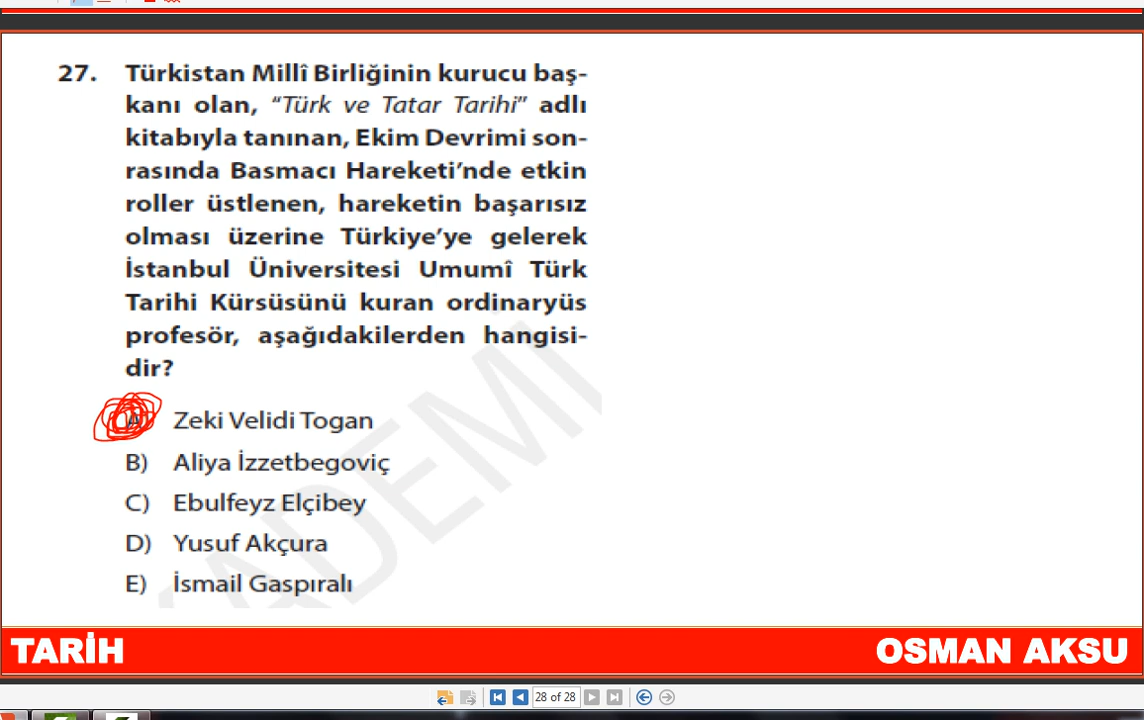 27. Türkistan Millî Birliğinin kurucu baş-
kanı olan, “Türk ve Tatar Tarihi” adlı
kitabıyla tanınan, Ekim Devrimi son-
rasında Basmacı Hareketi’nde etkin
roller üstlenen, hareketin başarısız
olması üzerine Türkiye’ye gelerek
İstanbul Üniversitesi Umumî Türk
Tarihi Kürsüsünü kuran ordinaryüs
profesör, aşağıdakilerden hangisi-
dir?
A) Zeki Velidi Togan
B) Aliya İzzetbegoviç
C) Ebulfeyz Elçibey
D) Yusuf Akçura
E) İsmail Gaspıralı
KADEMİ
TARİH OSMAN AKSU
28 of 28